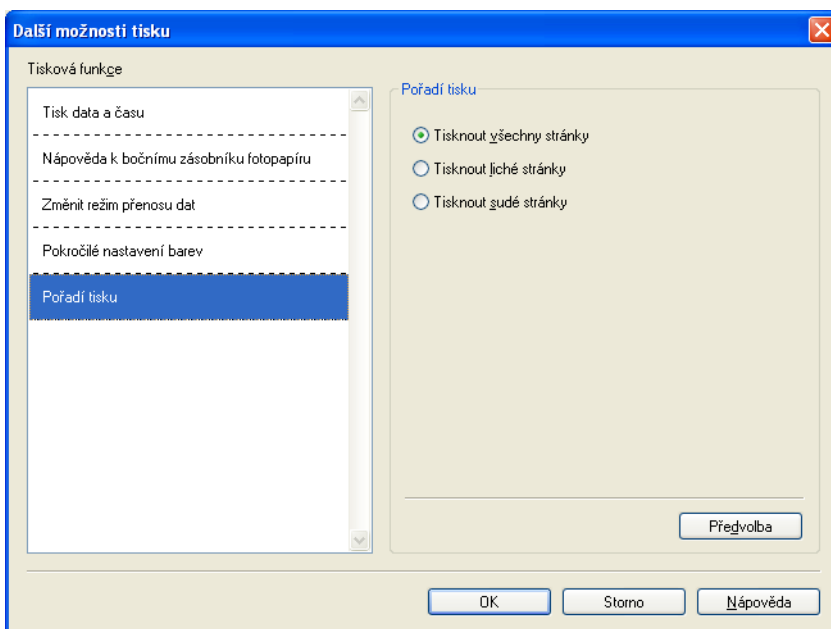 Další možnosti tisku
Tisková funkce
Tisk data a času
Nápověda k bočnímu zásobníku fotopapíru
Změnit režim přenosu dat
Pokročilé nastavení barev
Pořadí tisku
Pořadí tisku
Tisknout všechny stránky
Tisknout liché stránky
Tisknout sudé stránky
Předvolba
OK
Storno
Nápověda